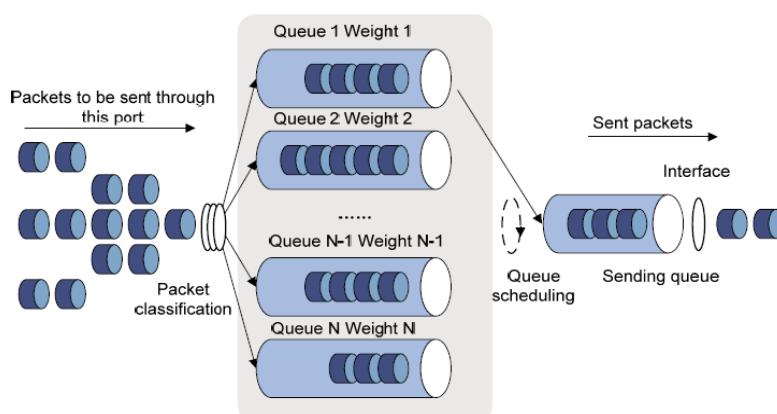 Queue 1 Weight 1
Packets to be sent through
this port
Queue 2 Weight 2
Sent packets
Interface
......
Queue N-1 Weight N-1
Packet
classification
Queue
scheduling
Sending queue
Queue N Weight N